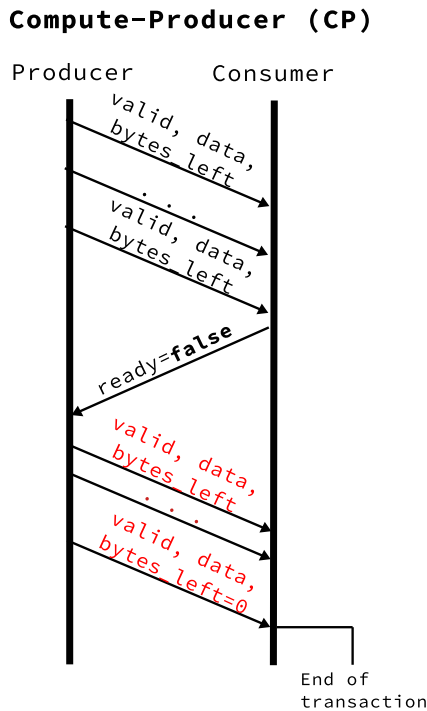 Compute-Producer (CP)
Producer
Consumer
valid, data,
bytes_left
. . .
valid, data,
bytes_left
ready=false
valid, data,
bytes_left
. . .
valid, data,
bytes_left=0
End of
transaction